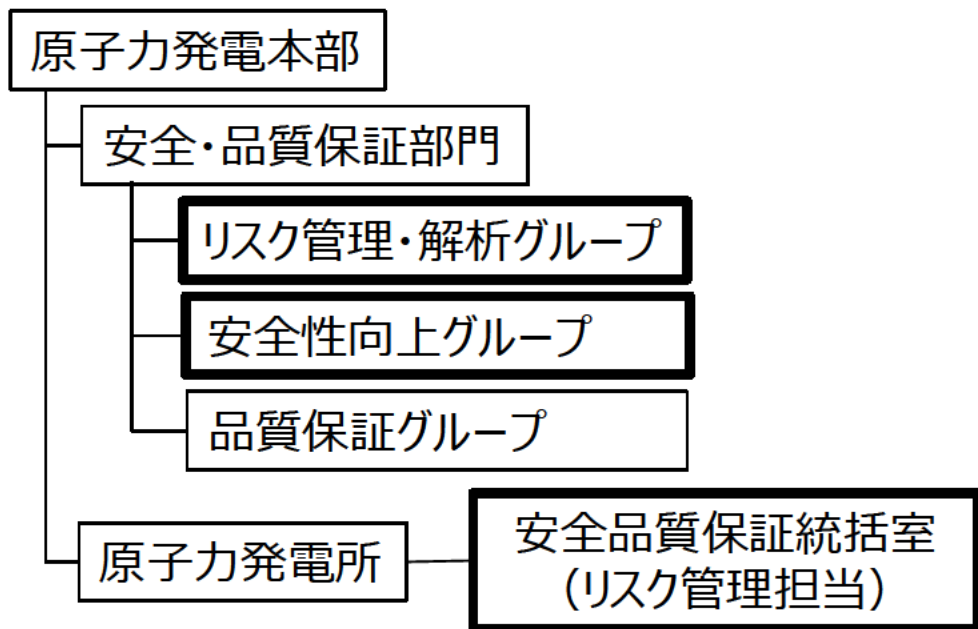 原子力発電本部
安全・品質保証部門
リスク管理・解析グループ
安全性向上グループ
品質保証グループ
原子力発電所
安全品質保証統括室
（リスク管理担当）